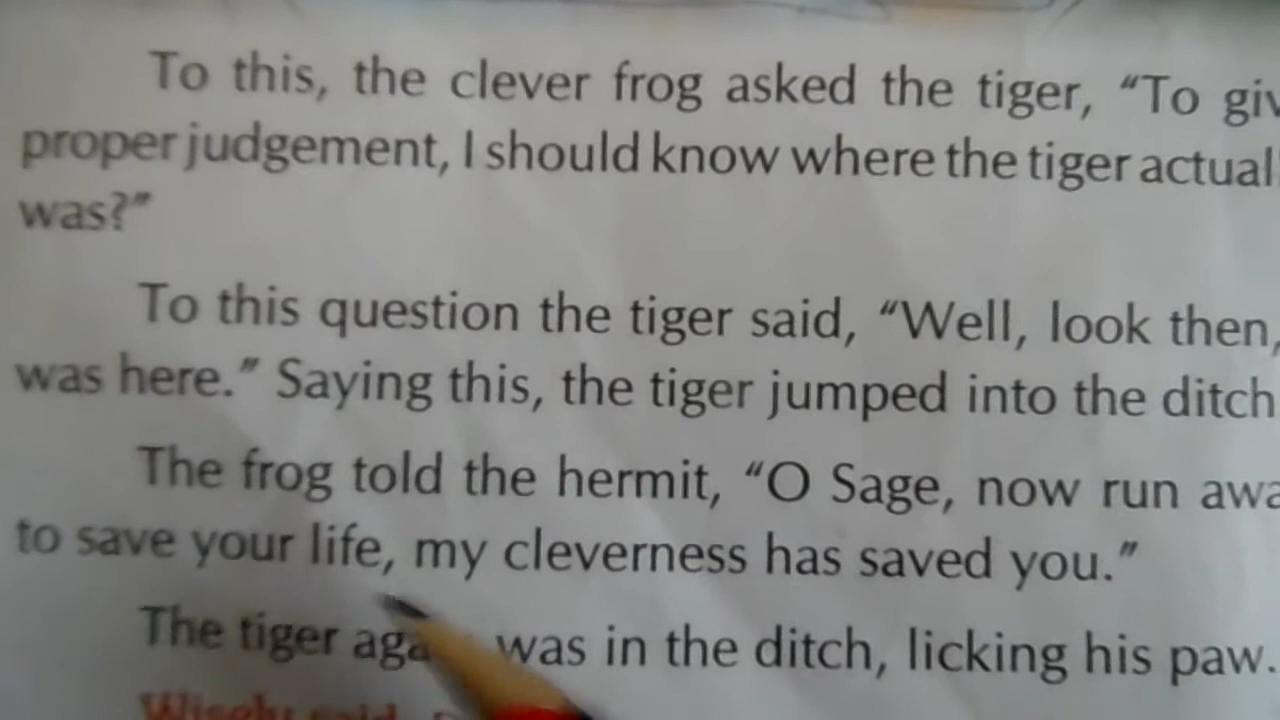 To this, the clever frog asked the tiger, “To giv
proper judgement, I should know where the tiger actual
was?”
To this question the tiger said, “Well, look then,
was here.” Saying this, the tiger jumped into the ditch
The frog told the hermit, “O Sage, now run awa
to save your life, my cleverness has saved you.”
The tiger aga was in the ditch, licking his paw.
Wisely said,